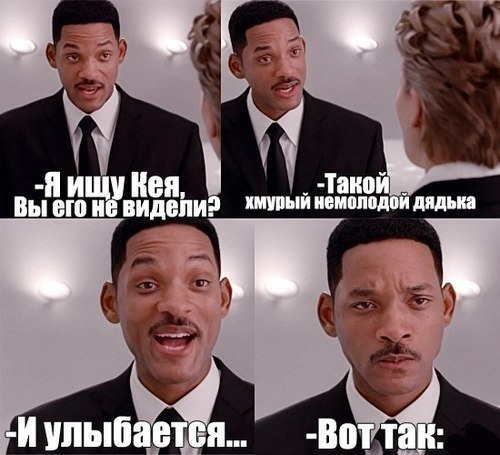 -Я ищу Кея,
Вы его не видели?
-Такой
хмурый немолодой дядька
-И улыбается...
-Вот так: